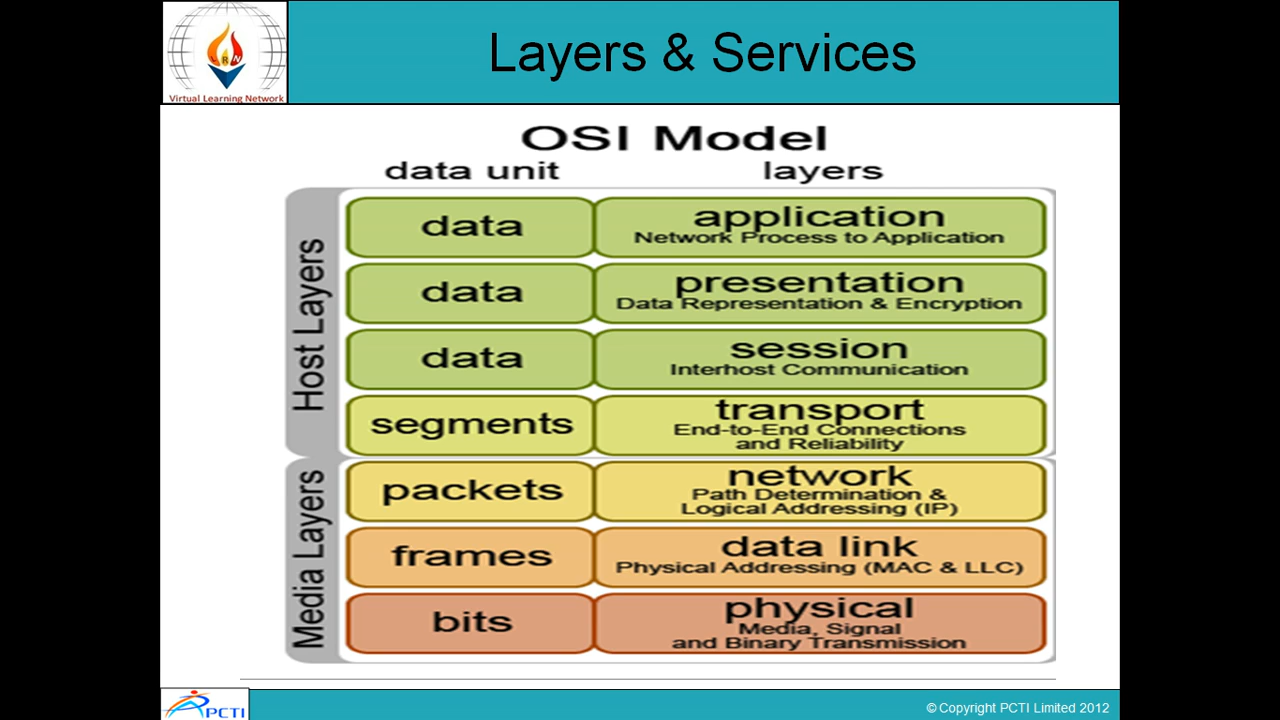 Layers & Services
Virtual Learning Network
OSI Model
data unit
layers
Host Layers
data
application
Network Process to Application
data
presentation
Data Representation & Encryption
data
session
Interhost Communication
segments
transport
End-to-End Connections
and Reliability
Media Layers
packets
network
Path Determination &
Logical Addressing (IP)
frames
data link
Physical Addressing (MAC & LLC)
bits
physical
Media, Signal
and Binary Transmission
PCTI
© Copyright PCTI Limited 2012